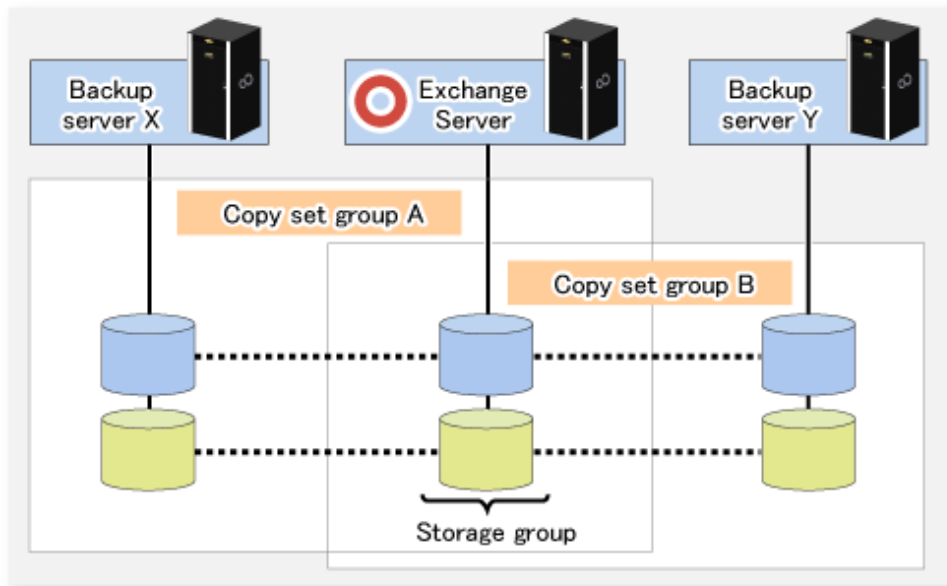 Backup
server X
Exchange
Server
Backup
server Y
Copy set group A
Copy set group B
Storage group